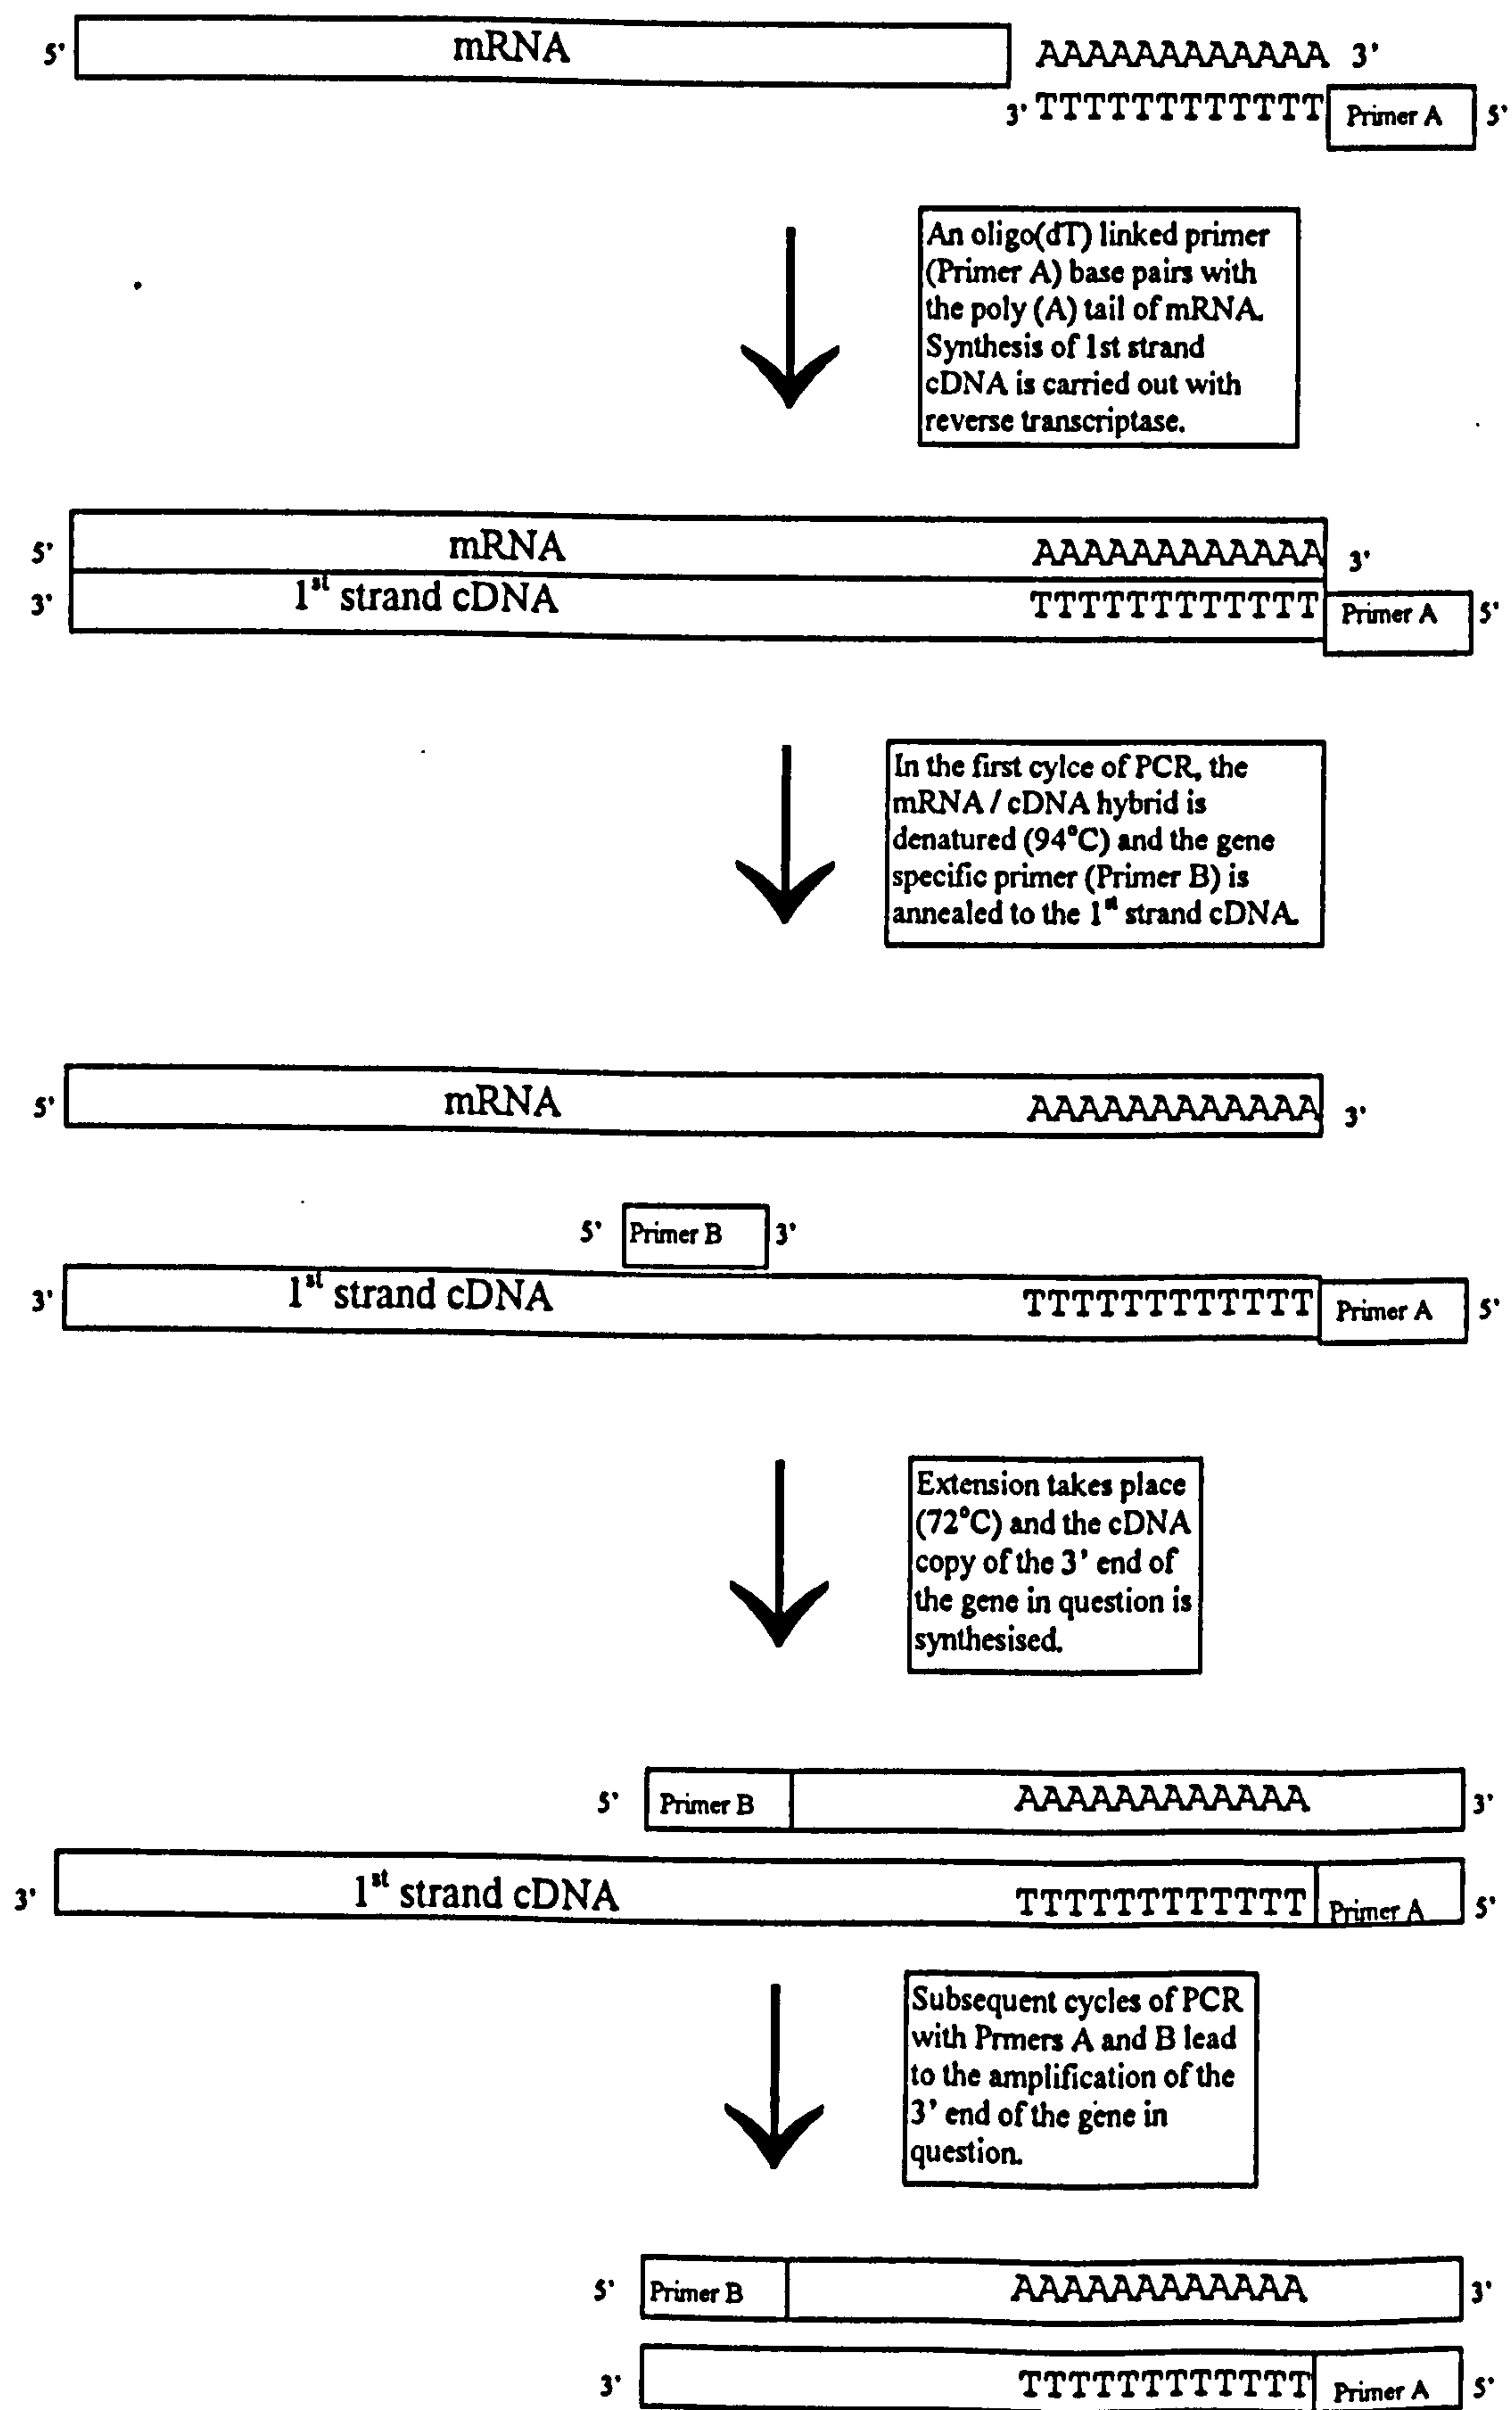 5' mRNA AAAAAAAAAAAA 3'
3' TTTTTTTTTTTT Primer A 5'
An oligo(dT) linked primer
(Primer A) base pairs with
the poly (A) tail of mRNA.
Synthesis of 1st strand
cDNA is carried out with
reverse transcriptase.
5' mRNA AAAAAAAAAAAA 3'
3' 1st strand cDNA TTTTTTTTTTTT Primer A 5'
In the first cylce of PCR, the
mRNA / cDNA hybrid is
denatured (94°C) and the gene
specific primer (Primer B) is
annealed to the 1st strand cDNA.
5' mRNA AAAAAAAAAAAA 3'
5' Primer B 3'
3' 1st strand cDNA TTTTTTTTTTTT Primer A 5'
Extension takes place
(72°C) and the cDNA
copy of the 3' end of
the gene in question is
synthesised.
5' Primer B AAAAAAAAAAAA 3'
3' 1st strand cDNA TTTTTTTTTTTT Primer A 5'
Subsequent cycles of PCR
with Prmers A and B lead
to the amplification of the
3' end of the gene in
question.
5' Primer B AAAAAAAAAAAA 3'
3' TTTTTTTTTTTT Primer A 5'